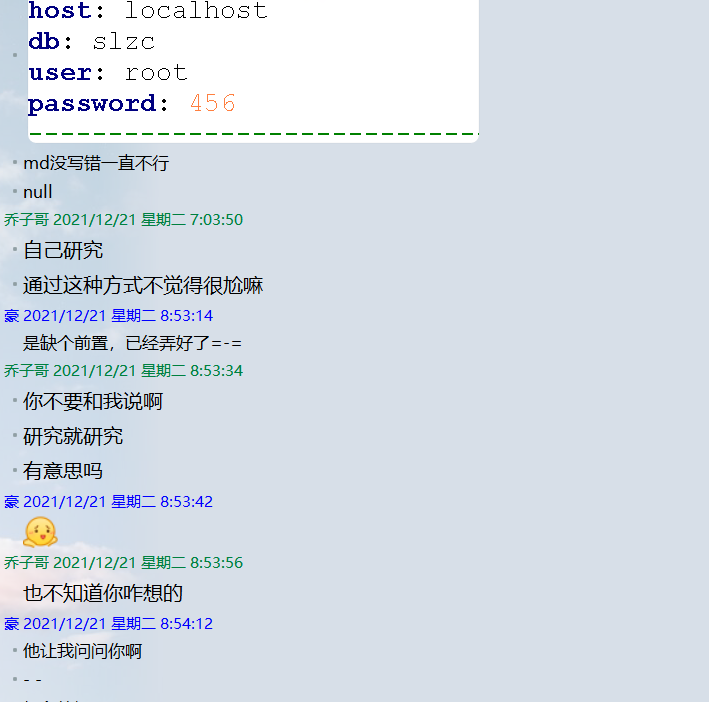 host: localhost
db: slzc
user: root
password: 456
md没写错一直不行
null
乔子哥 2021/12/21 星期二 7:03:50
自己研究
通过这种方式不觉得很尬嘛
豪 2021/12/21 星期二 8:53:14
是缺个前置，已经弄好了=-=
乔子哥 2021/12/21 星期二 8:53:34
你不要和我说啊
研究就研究
有意思吗
豪 2021/12/21 星期二 8:53:42
乔子哥 2021/12/21 星期二 8:53:56
也不知道你咋想的
豪 2021/12/21 星期二 8:54:12
他让我问问你啊
- -